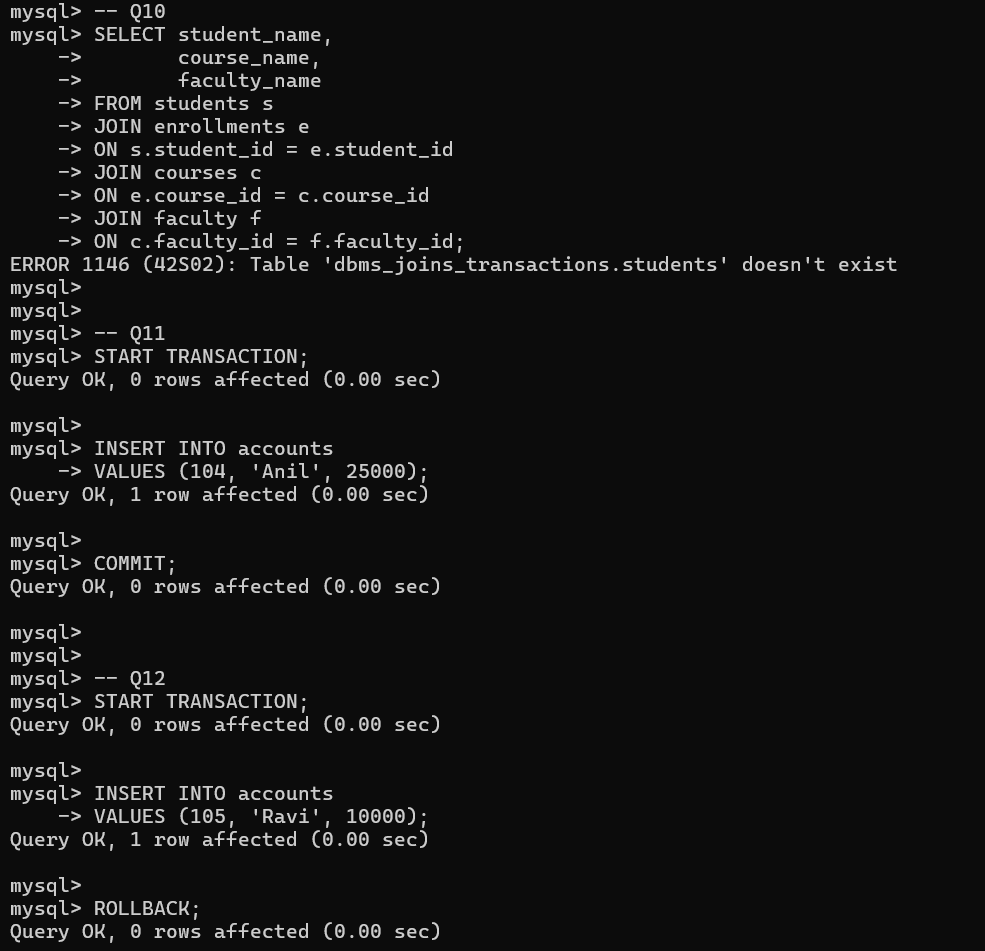 mysql> -- Q10
mysql> SELECT student_name,
    ->        course_name,
    ->        faculty_name
    -> FROM students s
    -> JOIN enrollments e
    -> ON s.student_id = e.student_id
    -> JOIN courses c
    -> ON e.course_id = c.course_id
    -> JOIN faculty f
    -> ON c.faculty_id = f.faculty_id;
ERROR 1146 (42S02): Table 'dbms_joins_transactions.students' doesn't exist
mysql>
mysql>
mysql> -- Q11
mysql> START TRANSACTION;
Query OK, 0 rows affected (0.00 sec)

mysql>
mysql> INSERT INTO accounts
    -> VALUES (104, 'Anil', 25000);
Query OK, 1 row affected (0.00 sec)

mysql>
mysql> COMMIT;
Query OK, 0 rows affected (0.00 sec)

mysql>
mysql>
mysql> -- Q12
mysql> START TRANSACTION;
Query OK, 0 rows affected (0.00 sec)

mysql>
mysql> INSERT INTO accounts
    -> VALUES (105, 'Ravi', 10000);
Query OK, 1 row affected (0.00 sec)

mysql>
mysql> ROLLBACK;
Query OK, 0 rows affected (0.00 sec)